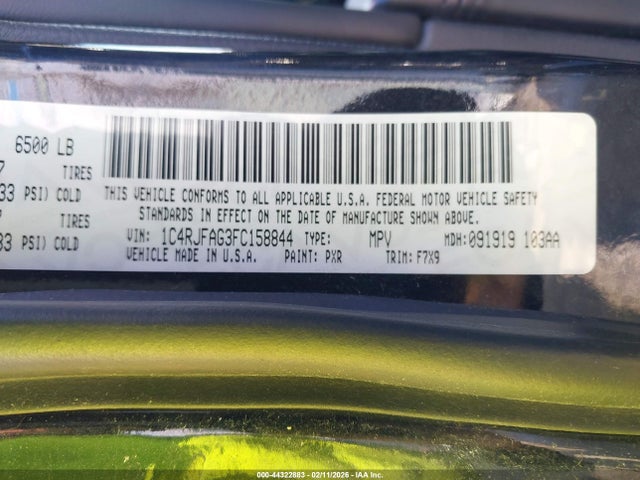 6500 LB
7 TIRES
33 PSI) COLD
TIRES
33 PSI) COLD
THIS VEHICLE CONFORMS TO ALL APPLICABLE U.S.A. FEDERAL MOTOR VEHICLE SAFETY
STANDARDS IN EFFECT ON THE DATE OF MANUFACTURE SHOWN ABOVE.
VIN: 1C4RJFAG3FC158844 TYPE: MPV MDH:091919 103AA
VEHICLE MADE IN U.S.A. PAINT: PXR TRIM: F7X9
000-44322883 - 02/11/2026 - IAA Inc.